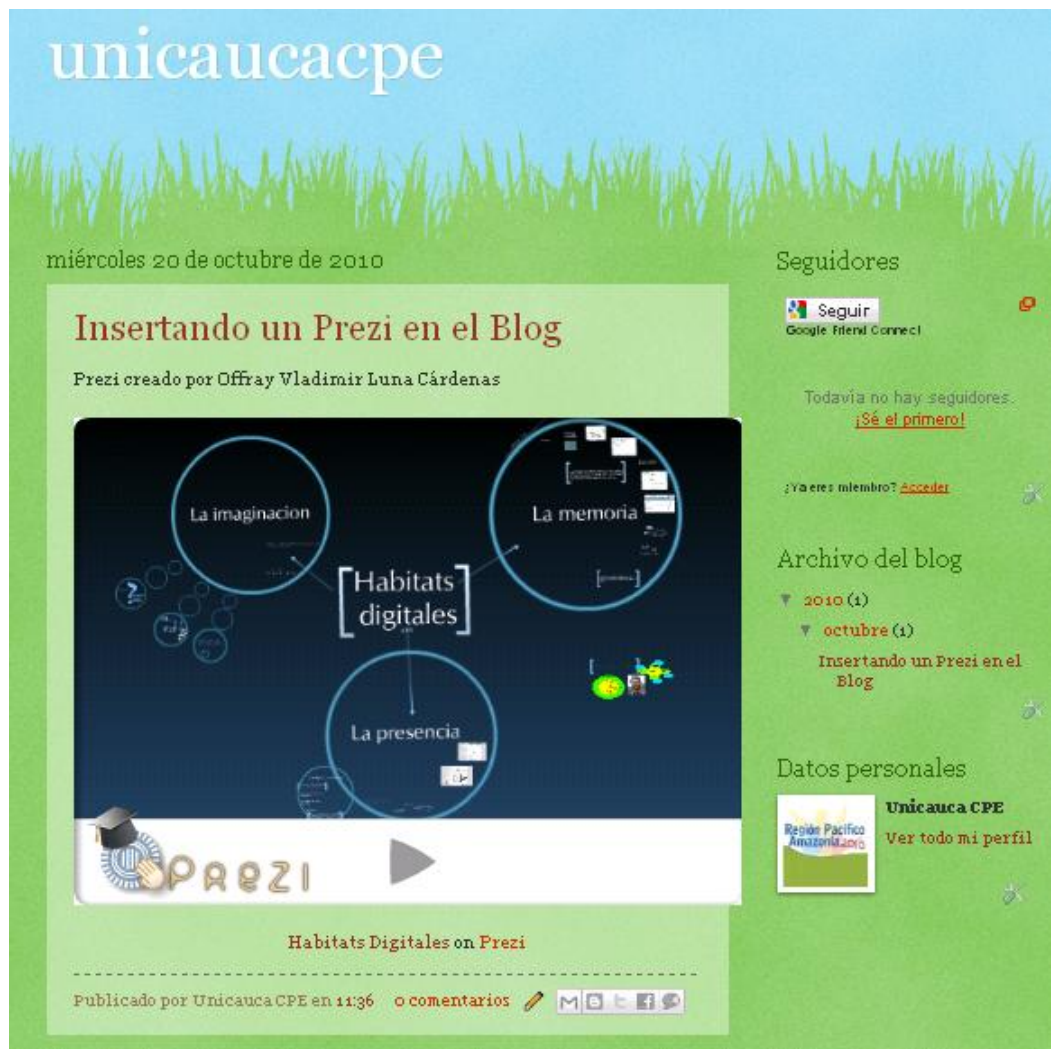 unicaucacpe
miércoles 20 de octubre de 2010
Insertando un Prezi en el Blog
Prezi creado por Offray Vladimir Luna Cárdenas
La imaginacion
La memoria
[Habitats
digitales]
La presencia
PREZI
Habitats Digitales on Prezi
Publicado por Unicauca CPE en 11:36 0 comentarios
Seguidores
Seguir
Google Friend Connect
Todavía no hay seguidores.
¡Sé el primero!
¿Ya eres miembro? Acceder
Archivo del blog
▼ 2010 (1)
▼ octubre (1)
Insertando un Prezi en el
Blog
Datos personales
Región Pacífico
Amazonía 2010
Unicauca CPE
Ver todo mi perfil